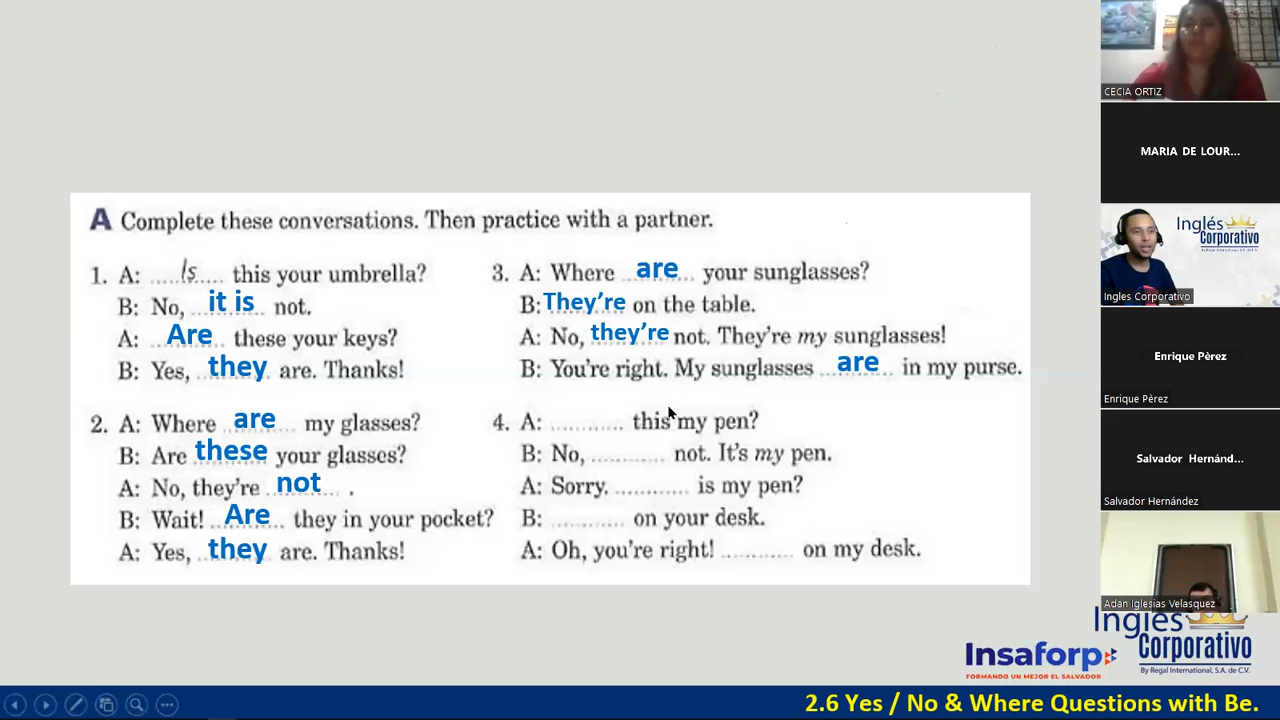 A Complete these conversations. Then practice with a partner.
1. A: Is this your umbrella?
B: No, it is not.
A: Are these your keys?
B: Yes, they are. Thanks!
2. A: Where are my glasses?
B: Are these your glasses?
A: No, they're not.
B: Wait! Are they in your pocket?
A: Yes, they are. Thanks!
3. A: Where are your sunglasses?
B: They're on the table.
A: No, they're not. They're my sunglasses!
B: You're right. My sunglasses are in my purse.
4. A: ............ this my pen?
B: No, ............ not. It's my pen.
A: Sorry. ............ is my pen?
B: ............ on your desk.
A: Oh, you're right! ............ on my desk.
CECIA ORTIZ
MARIA DE LOUR...
Inglés
Corporativo
By Regal International, S.A. de C.V.
Ingles Corporativo
Enrique Pèrez
Enrique Pèrez
Salvador Hernánd...
Salvador Hernández
Adan Iglesias Velasquez
Inglés
Corporativo
By Regal International, S.A. de C.V.
Insaforp
FORMANDO UN MEJOR EL SALVADOR
2.6 Yes / No & Where Questions with Be.